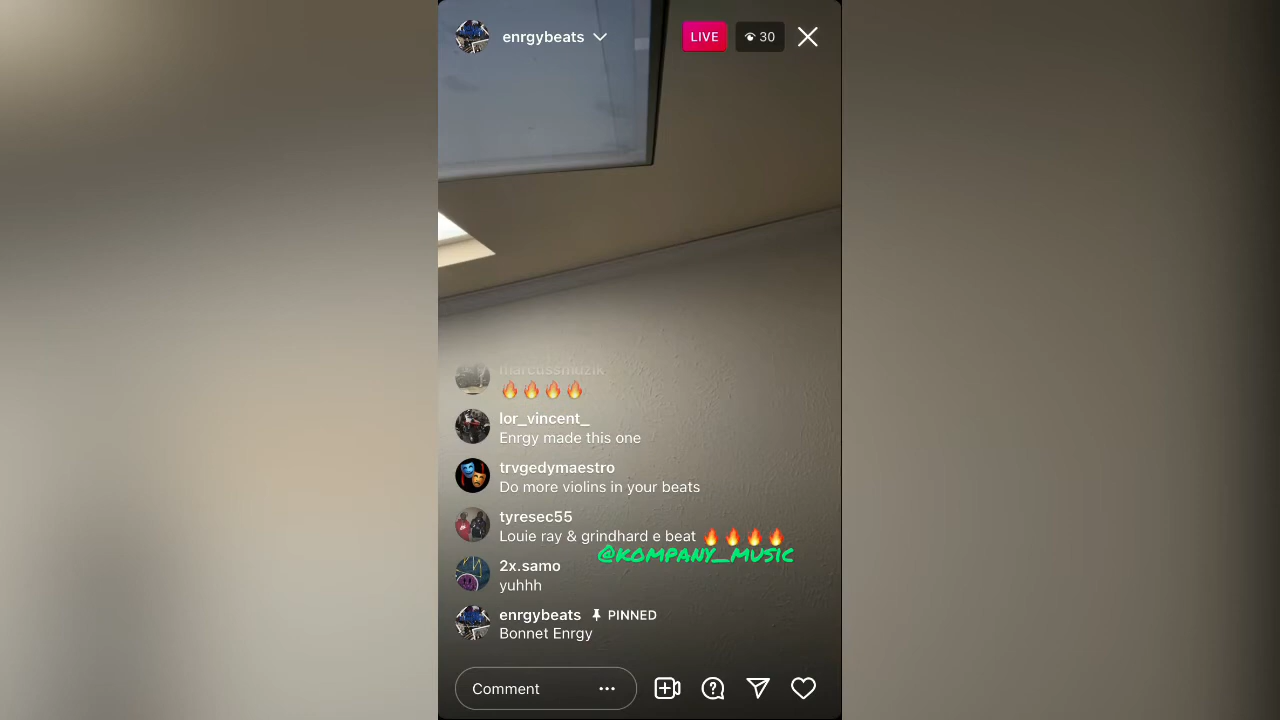 enrgybeats
LIVE
30
marcussmuzik
🔥🔥🔥🔥
lor_vincent_
Enrgy made this one
trvgedymaestro
Do more violins in your beats
tyresec55
Louie ray & grindhard e beat 🔥🔥🔥🔥
@KOMPANY_MUSIC
2x.samo
yuhhh
enrgybeats PINNED
Bonnet Enrgy
Comment